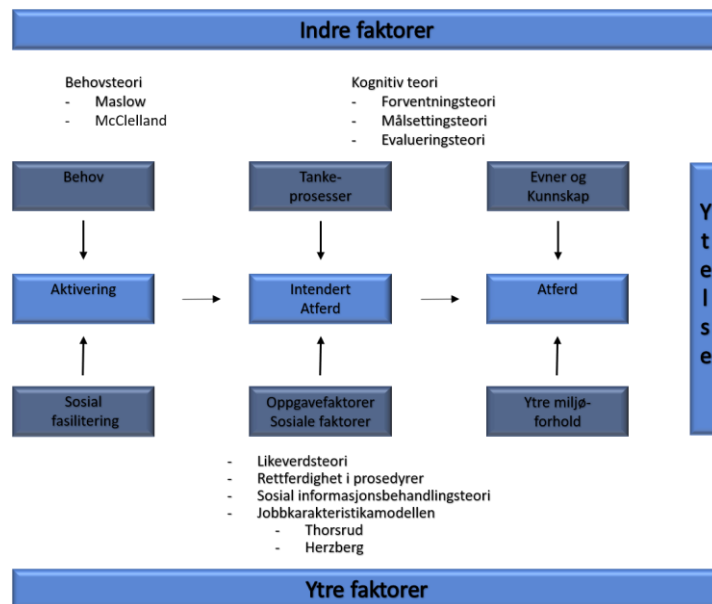 Indre faktorer
Behovsteori
- Maslow
- McClelland
Kognitiv teori
- Forventningsteori
- Målsettingsteori
- Evalueringsteori
Behov
Tanke-
prosesser
Evner og
Kunnskap
Aktivering
Intendert
Atferd
Atferd
Ytelse
Sosial
fasilitering
Oppgavefaktorer
Sosiale faktorer
Ytre miljø-
forhold
- Likeverdsteori
- Rettferdighet i prosedyrer
- Sosial informasjonsbehandlingsteori
- Jobbkarakteristikamodellen
- Thorsrud
- Herzberg
Ytre faktorer